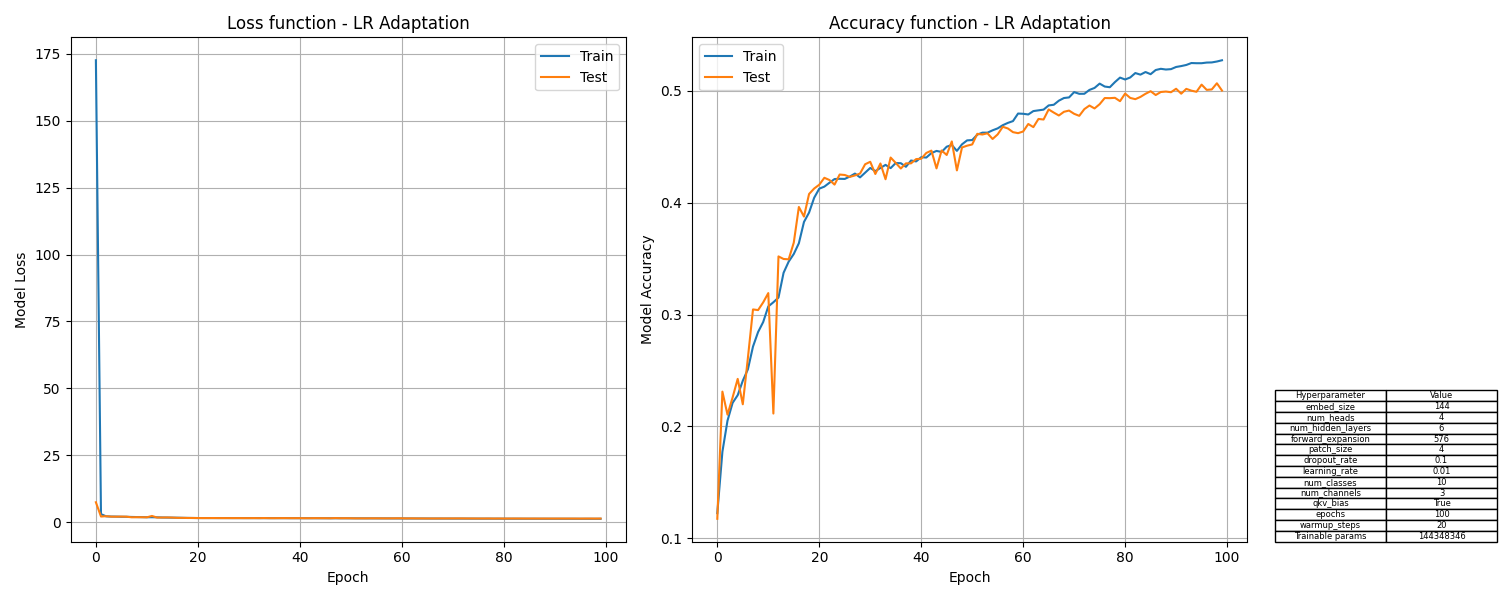 Loss function - LR Adaptation
Model Loss
175
150
125
100
75
50
25
0
0 20 40 60 80 100
Epoch
Train
Test
Accuracy function - LR Adaptation
Model Accuracy
0.5
0.4
0.3
0.2
0.1
0 20 40 60 80 100
Epoch
Train
Test
Hyperparameter Value
embed_size 144
num_heads 4
num_hidden_layers 6
forward_expansion 576
patch_size 4
dropout_rate 0.1
learning_rate 0.01
num_classes 10
num_channels 3
qkv_bias True
epochs 100
warmup_steps 20
Trainable params 144348346